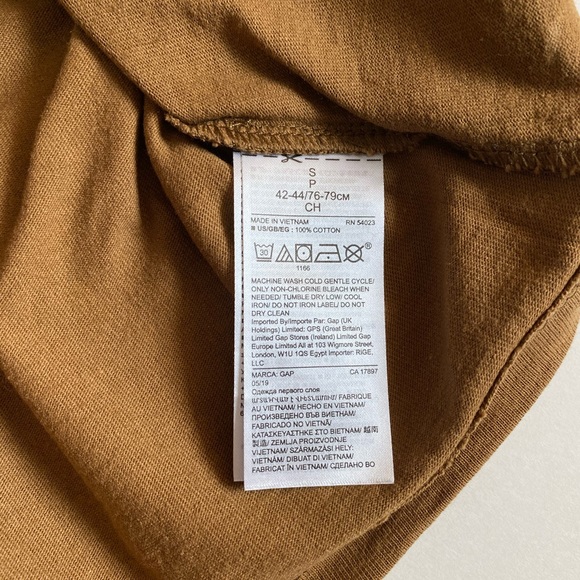 S
P
42-44/76-79CM
CH
MADE IN VIETNAM RN 54023
US/GB/EG : 100% COTTON
30
®
1166
MACHINE WASH COLD GENTLE CYCLE/
ONLY NON-CHLORINE BLEACH WHEN
NEEDED/ TUMBLE DRY LOW/ COOL
IRON/ DO NOT IRON LABEL/ DO NOT
DRY CLEAN
Imported By/Importe Par: Gap (UK
Holdings) Limited: GPS (Great Britain)
Limited Gap Stores (Ireland) Limited Gap
Europe Limited All at 103 Wigmore Street,
London, W1U 1QS Egypt Importer: RIGE,
LLC
MARCA: GAP CA 17897
05/19
Одежда первого слоя
FABRIQUE
AU VIETNAM/ HECHO EN VIETNAM/
ПРОИЗВЕДЕНО ВЪВ ВИЕТНАМ/
FABRICADO NO VIETNÃ/
ΚΑΤΑΣΚΕΥΑΣΤΗΚΕ ΣΤΟ ΒΙΕΤΝΑΜ/ 越南
製/ ZEMLJA PROIZVODNJE
VIJETNAM/ SZÁRMAZÁSI HELY:
VIETNÁM/ DIBUAT DI VIETNAM/
FABRICAT ÎN VIETNAM/ СДЕЛАНО ВО